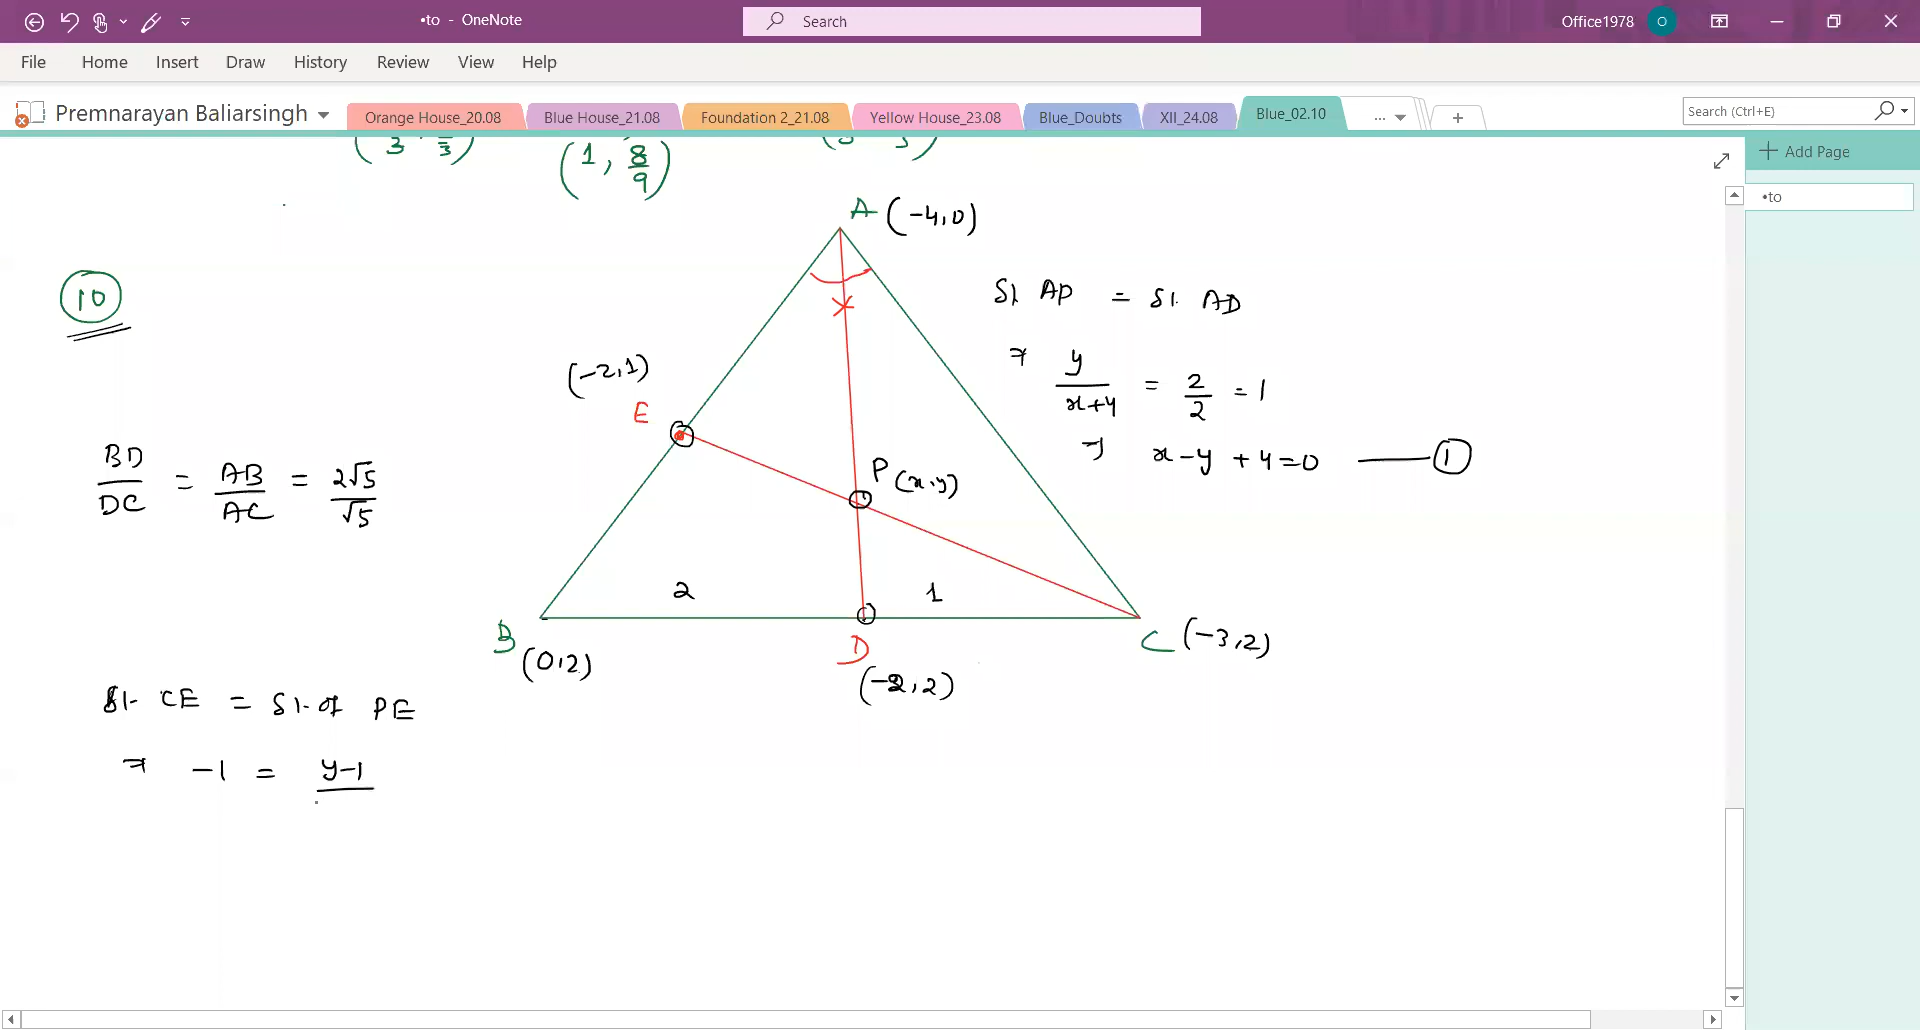 •to - OneNote
Search
Office1978
O
File Home Insert Draw History Review View Help
Premnarayan Baliarsingh
Orange House_20.08
Blue House_21.08
Foundation 2_21.08
Yellow House_23.08
Blue_Doubts
XII_24.08
Blue_02.10
...
Search (Ctrl+E)
Add Page
•to
(1, 8/9)
A (-4,0)
10
Sl. AP = Sl. AD
⇒ y/(x+4) = 2/2 = 1
⇒ x-y+4=0 —— 1
(-2,1)
E
P (x,y)
BD/DC = AB/AC = 2√5/√5
2
1
B
(0,2)
D
(-2,2)
C (-3,2)
Sl. CE = Sl. of PE
⇒ -1 = y-1